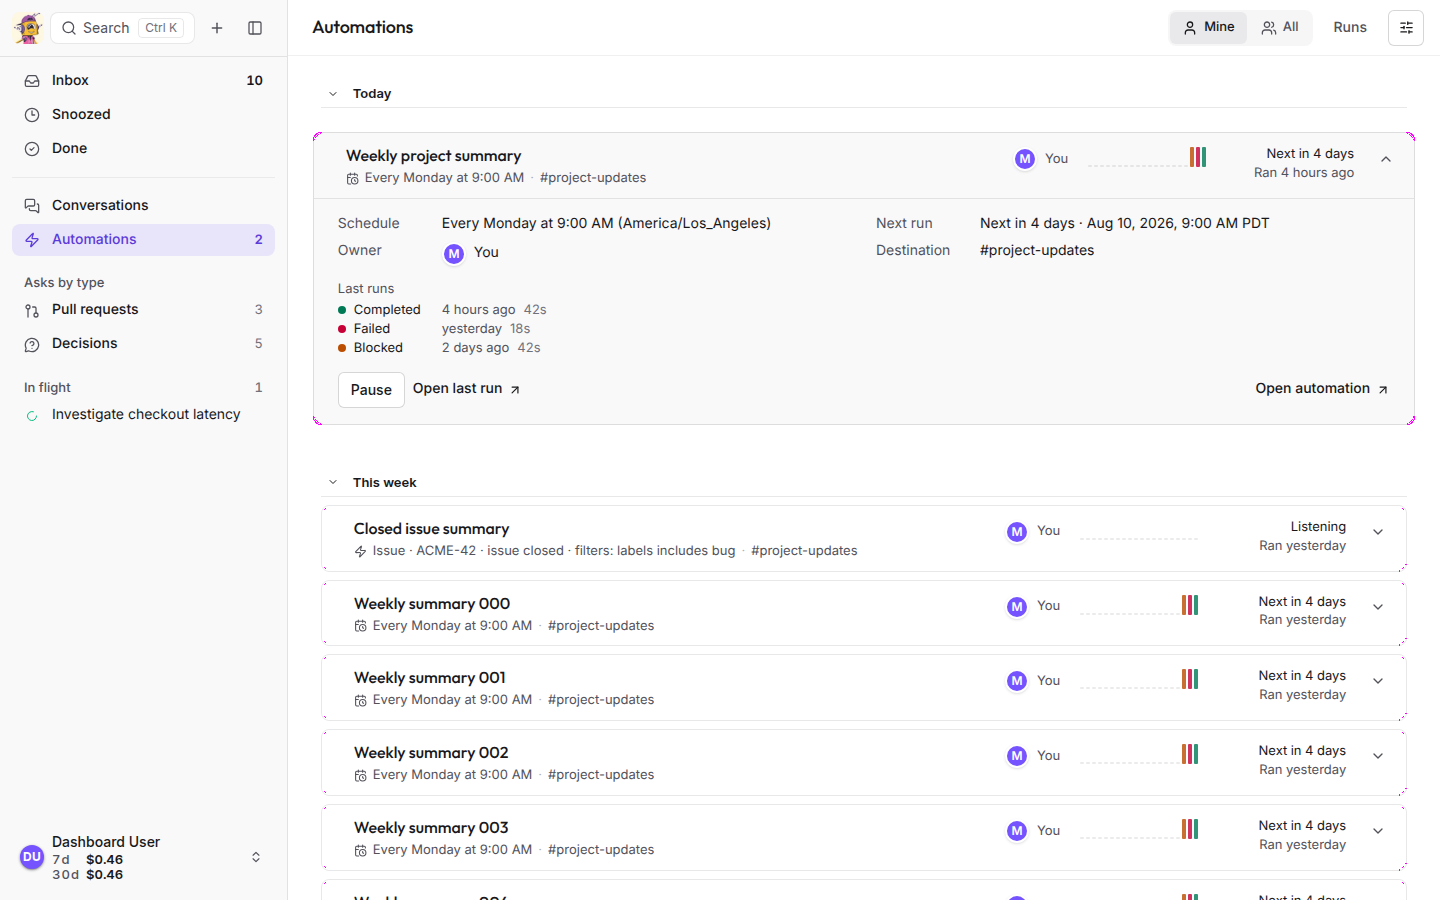 Search Ctrl K
Inbox 10
Snoozed
Done
Conversations
Automations 2
Asks by type
Pull requests 3
Decisions 5
In flight 1
Investigate checkout latency
DU Dashboard User
7d $0.46
30d $0.46
Automations
Mine All Runs
Today
Weekly project summary
Every Monday at 9:00 AM · #project-updates
M You
Next in 4 days
Ran 4 hours ago
Schedule Every Monday at 9:00 AM (America/Los_Angeles)
Next run Next in 4 days · Aug 10, 2026, 9:00 AM PDT
Owner M You
Destination #project-updates
Last runs
Completed 4 hours ago 42s
Failed yesterday 18s
Blocked 2 days ago 42s
Pause Open last run Open automation
This week
Closed issue summary
Issue · ACME-42 · issue closed · filters: labels includes bug · #project-updates
M You
Listening
Ran yesterday
Weekly summary 000
Every Monday at 9:00 AM · #project-updates
M You
Next in 4 days
Ran yesterday
Weekly summary 001
Every Monday at 9:00 AM · #project-updates
M You
Next in 4 days
Ran yesterday
Weekly summary 002
Every Monday at 9:00 AM · #project-updates
M You
Next in 4 days
Ran yesterday
Weekly summary 003
Every Monday at 9:00 AM · #project-updates
M You
Next in 4 days
Ran yesterday